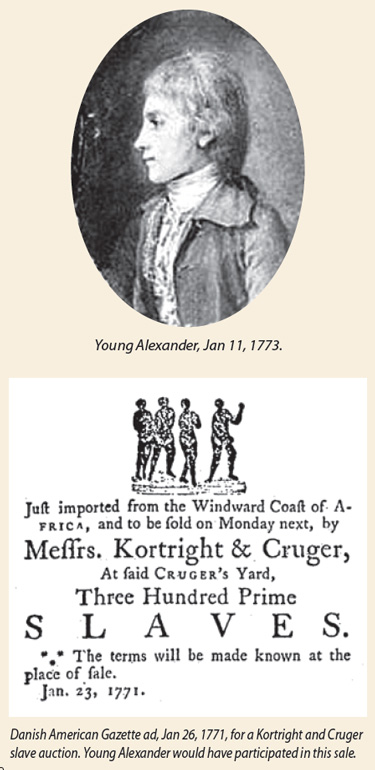 Young Alexander, Jan 11, 1773.
Juſt imported from the Windward Coaſt of A-
FRICA, and to be ſold on Monday next, by
Meſſrs. Kortright & Cruger,
At ſaid CRUGER's Yard,
Three Hundred Prime
S L A V E S.
*.* The terms will be made known at the
place of ſale.
Jan. 23, 1771.
Danish American Gazette ad, Jan 26, 1771, for a Kortright and Cruger
slave auction. Young Alexander would have participated in this sale.